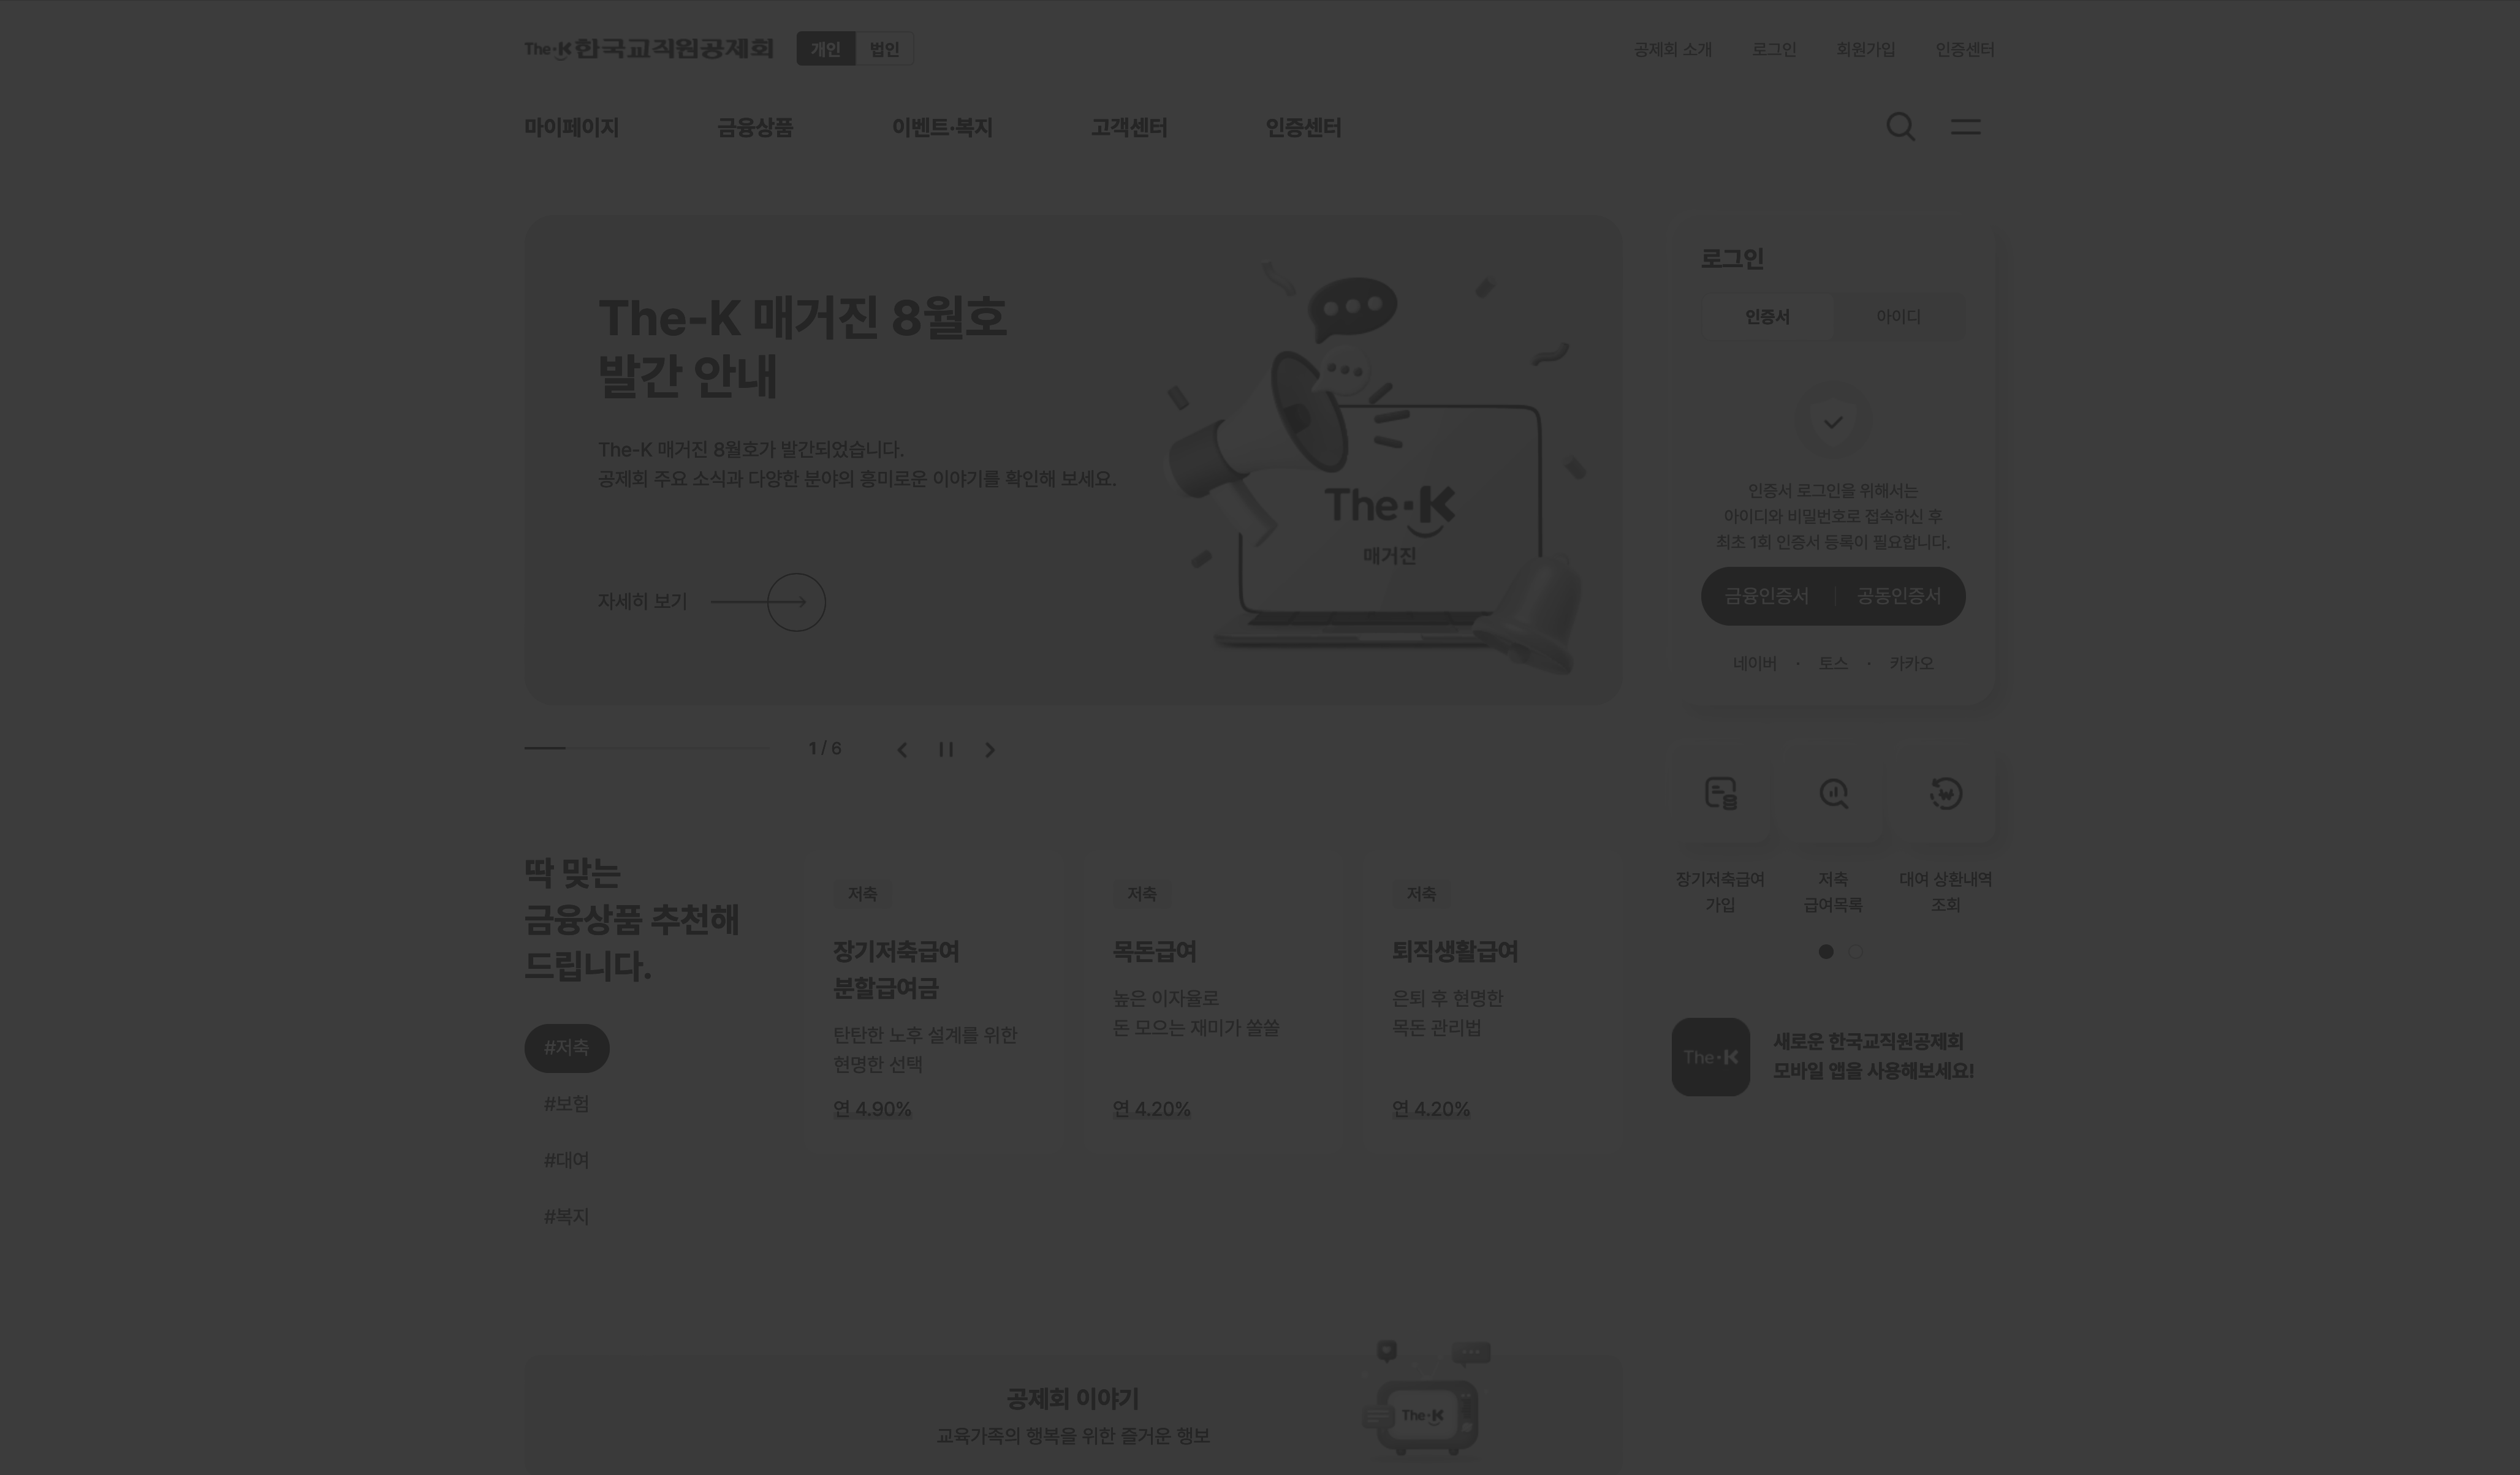 The·K 한국교직원공제회
개인
법인
공제회 소개
로그인
회원가입
인증센터
마이페이지
금융상품
이벤트·복지
고객센터
인증센터
The-K 매거진 8월호
발간 안내
The-K 매거진 8월호가 발간되었습니다.
공제회 주요 소식과 다양한 분야의 흥미로운 이야기를 확인해 보세요.
자세히 보기
The·K
매거진
1 / 6
로그인
인증서
아이디
인증서 로그인을 위해서는
아이디와 비밀번호로 접속하신 후
최초 1회 인증서 등록이 필요합니다.
금융인증서
공동인증서
네이버 · 토스 · 카카오
장기저축급여
가입
저축
급여목록
대여 상환내역
조회
The·K
새로운 한국교직원공제회
모바일 앱을 사용해보세요!
딱 맞는
금융상품 추천해
드립니다.
#저축
#보험
#대여
#복지
저축
장기저축급여
분할급여금
탄탄한 노후 설계를 위한
현명한 선택
연 4.90%
저축
목돈급여
높은 이자율로
돈 모으는 재미가 쏠쏠
연 4.20%
저축
퇴직생활급여
은퇴 후 현명한
목돈 관리법
연 4.20%
공제회 이야기
교육가족의 행복을 위한 즐거운 행보
The·K